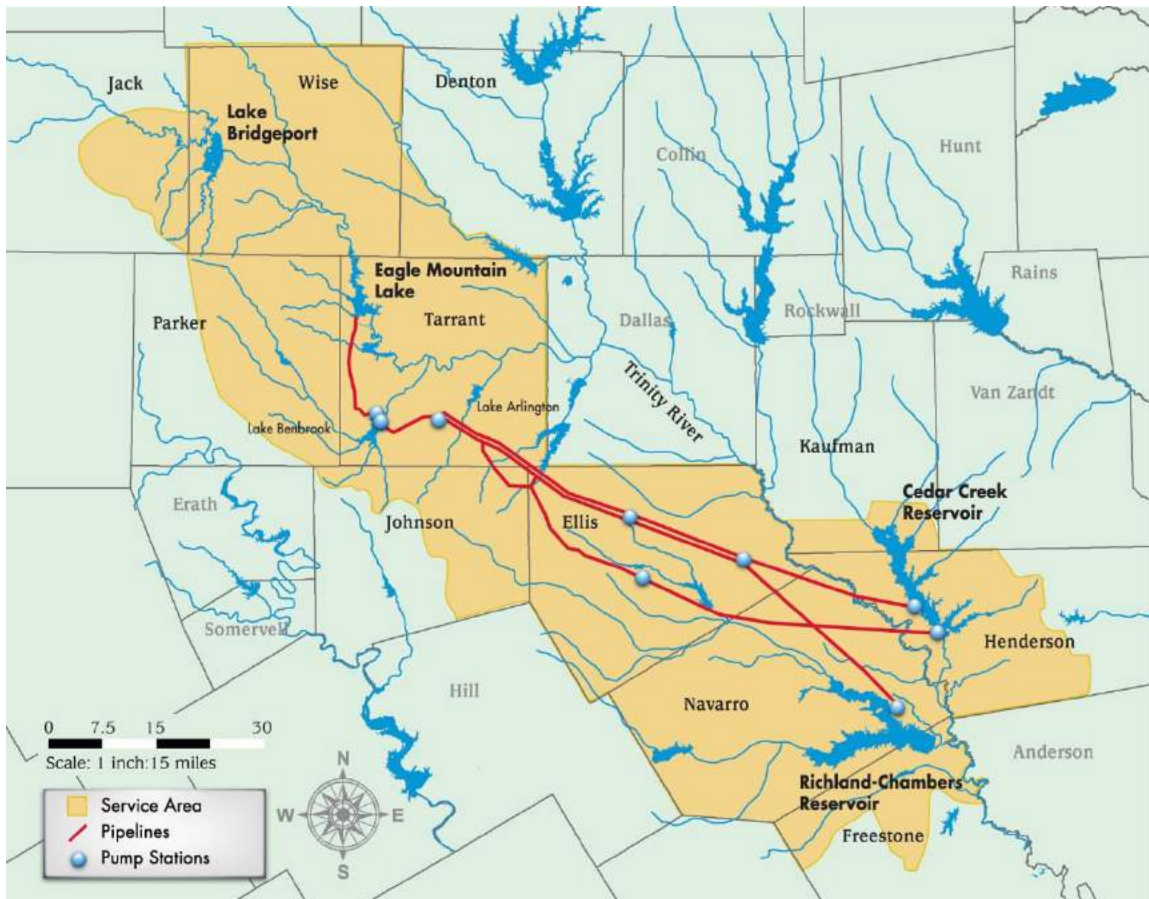 Jack
Wise
Denton
Lake
Bridgeport
Collin
Hunt
Eagle Mountain
Lake
Rains
Parker
Tarrant
Dallas
Rockwall
Trinity River
Van Zandt
Lake Arlington
Lake Benbrook
Kaufman
Erath
Cedar Creek
Reservoir
Johnson
Ellis
Somervell
Henderson
Hill
Navarro
Anderson
0 7.5 15 30
Scale: 1 inch:15 miles
N
W E
S
Richland-Chambers
Reservoir
Freestone
Service Area
Pipelines
Pump Stations